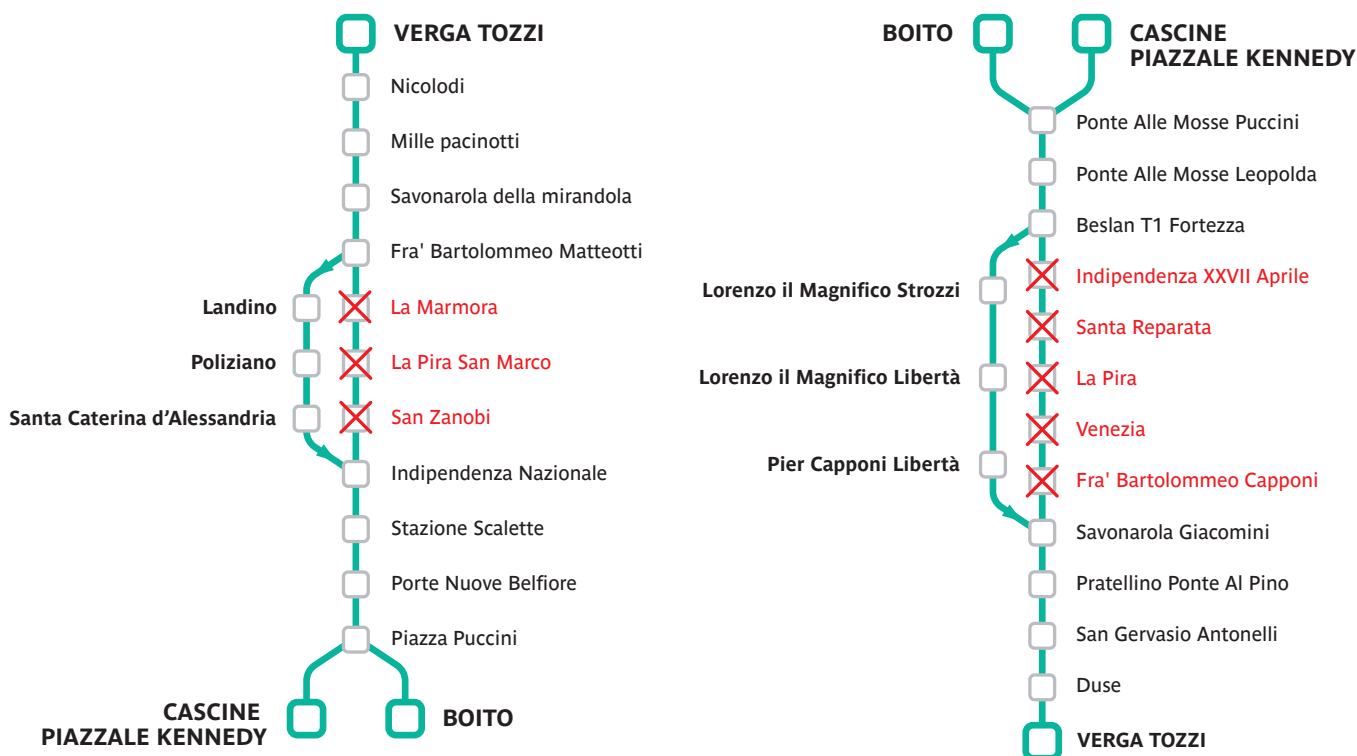 VERGA TOZZI
Nicolodi
Mille pacinotti
Savonarola della mirandola
Fra' Bartolommeo Matteotti
Landino
La Marmora
Poliziano
La Pira San Marco
Santa Caterina d'Alessandria
San Zanobi
Indipendenza Nazionale
Stazione Scalette
Porte Nuove Belfiore
Piazza Puccini
CASCINE
PIAZZALE KENNEDY
BOITO
BOITO
CASCINE
PIAZZALE KENNEDY
Ponte Alle Mosse Puccini
Ponte Alle Mosse Leopolda
Beslan T1 Fortezza
Lorenzo il Magnifico Strozzi
Indipendenza XXVII Aprile
Santa Reparata
Lorenzo il Magnifico Libertà
La Pira
Venezia
Pier Capponi Libertà
Fra' Bartolommeo Capponi
Savonarola Giacomini
Pratellino Ponte Al Pino
San Gervasio Antonelli
Duse
VERGA TOZZI